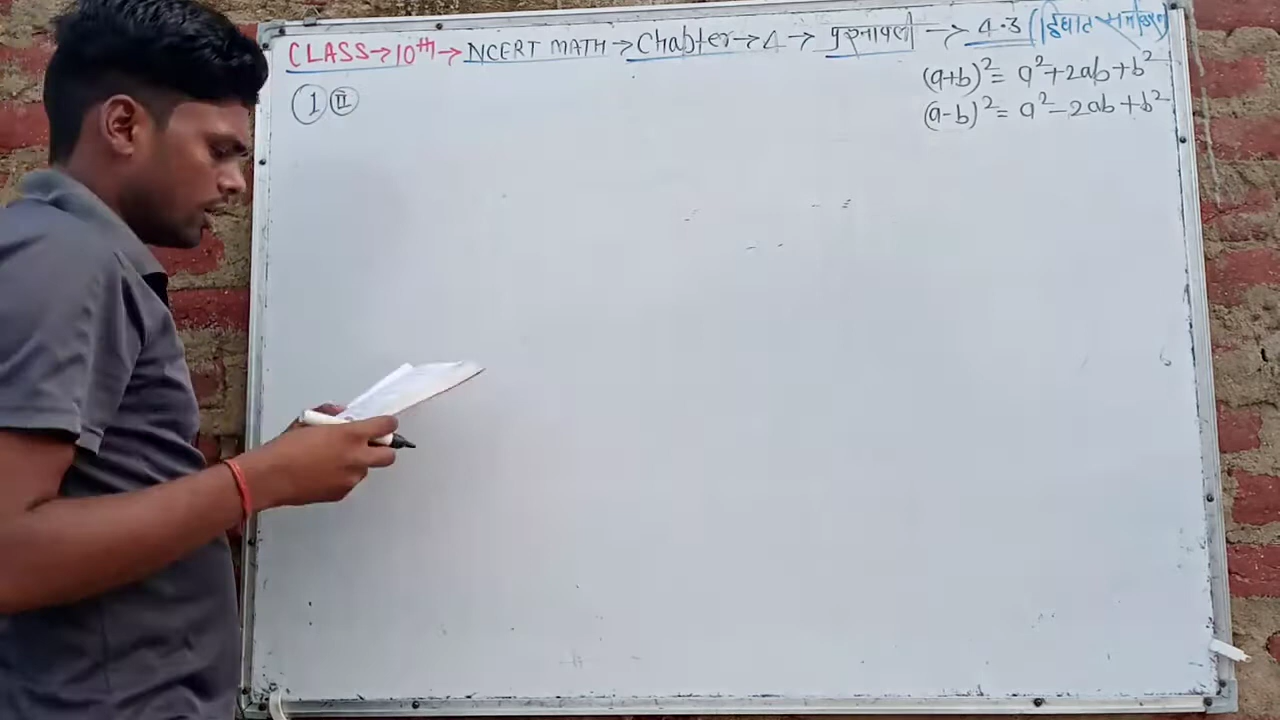 CLASS→10th→NCERT MATH→Chapter→4→ प्रश्नावली → 4.3 (द्विघात समीकरण)
(a+b)²= a²+2ab+b²
(a-b)²= a²-2ab+b²
1 II